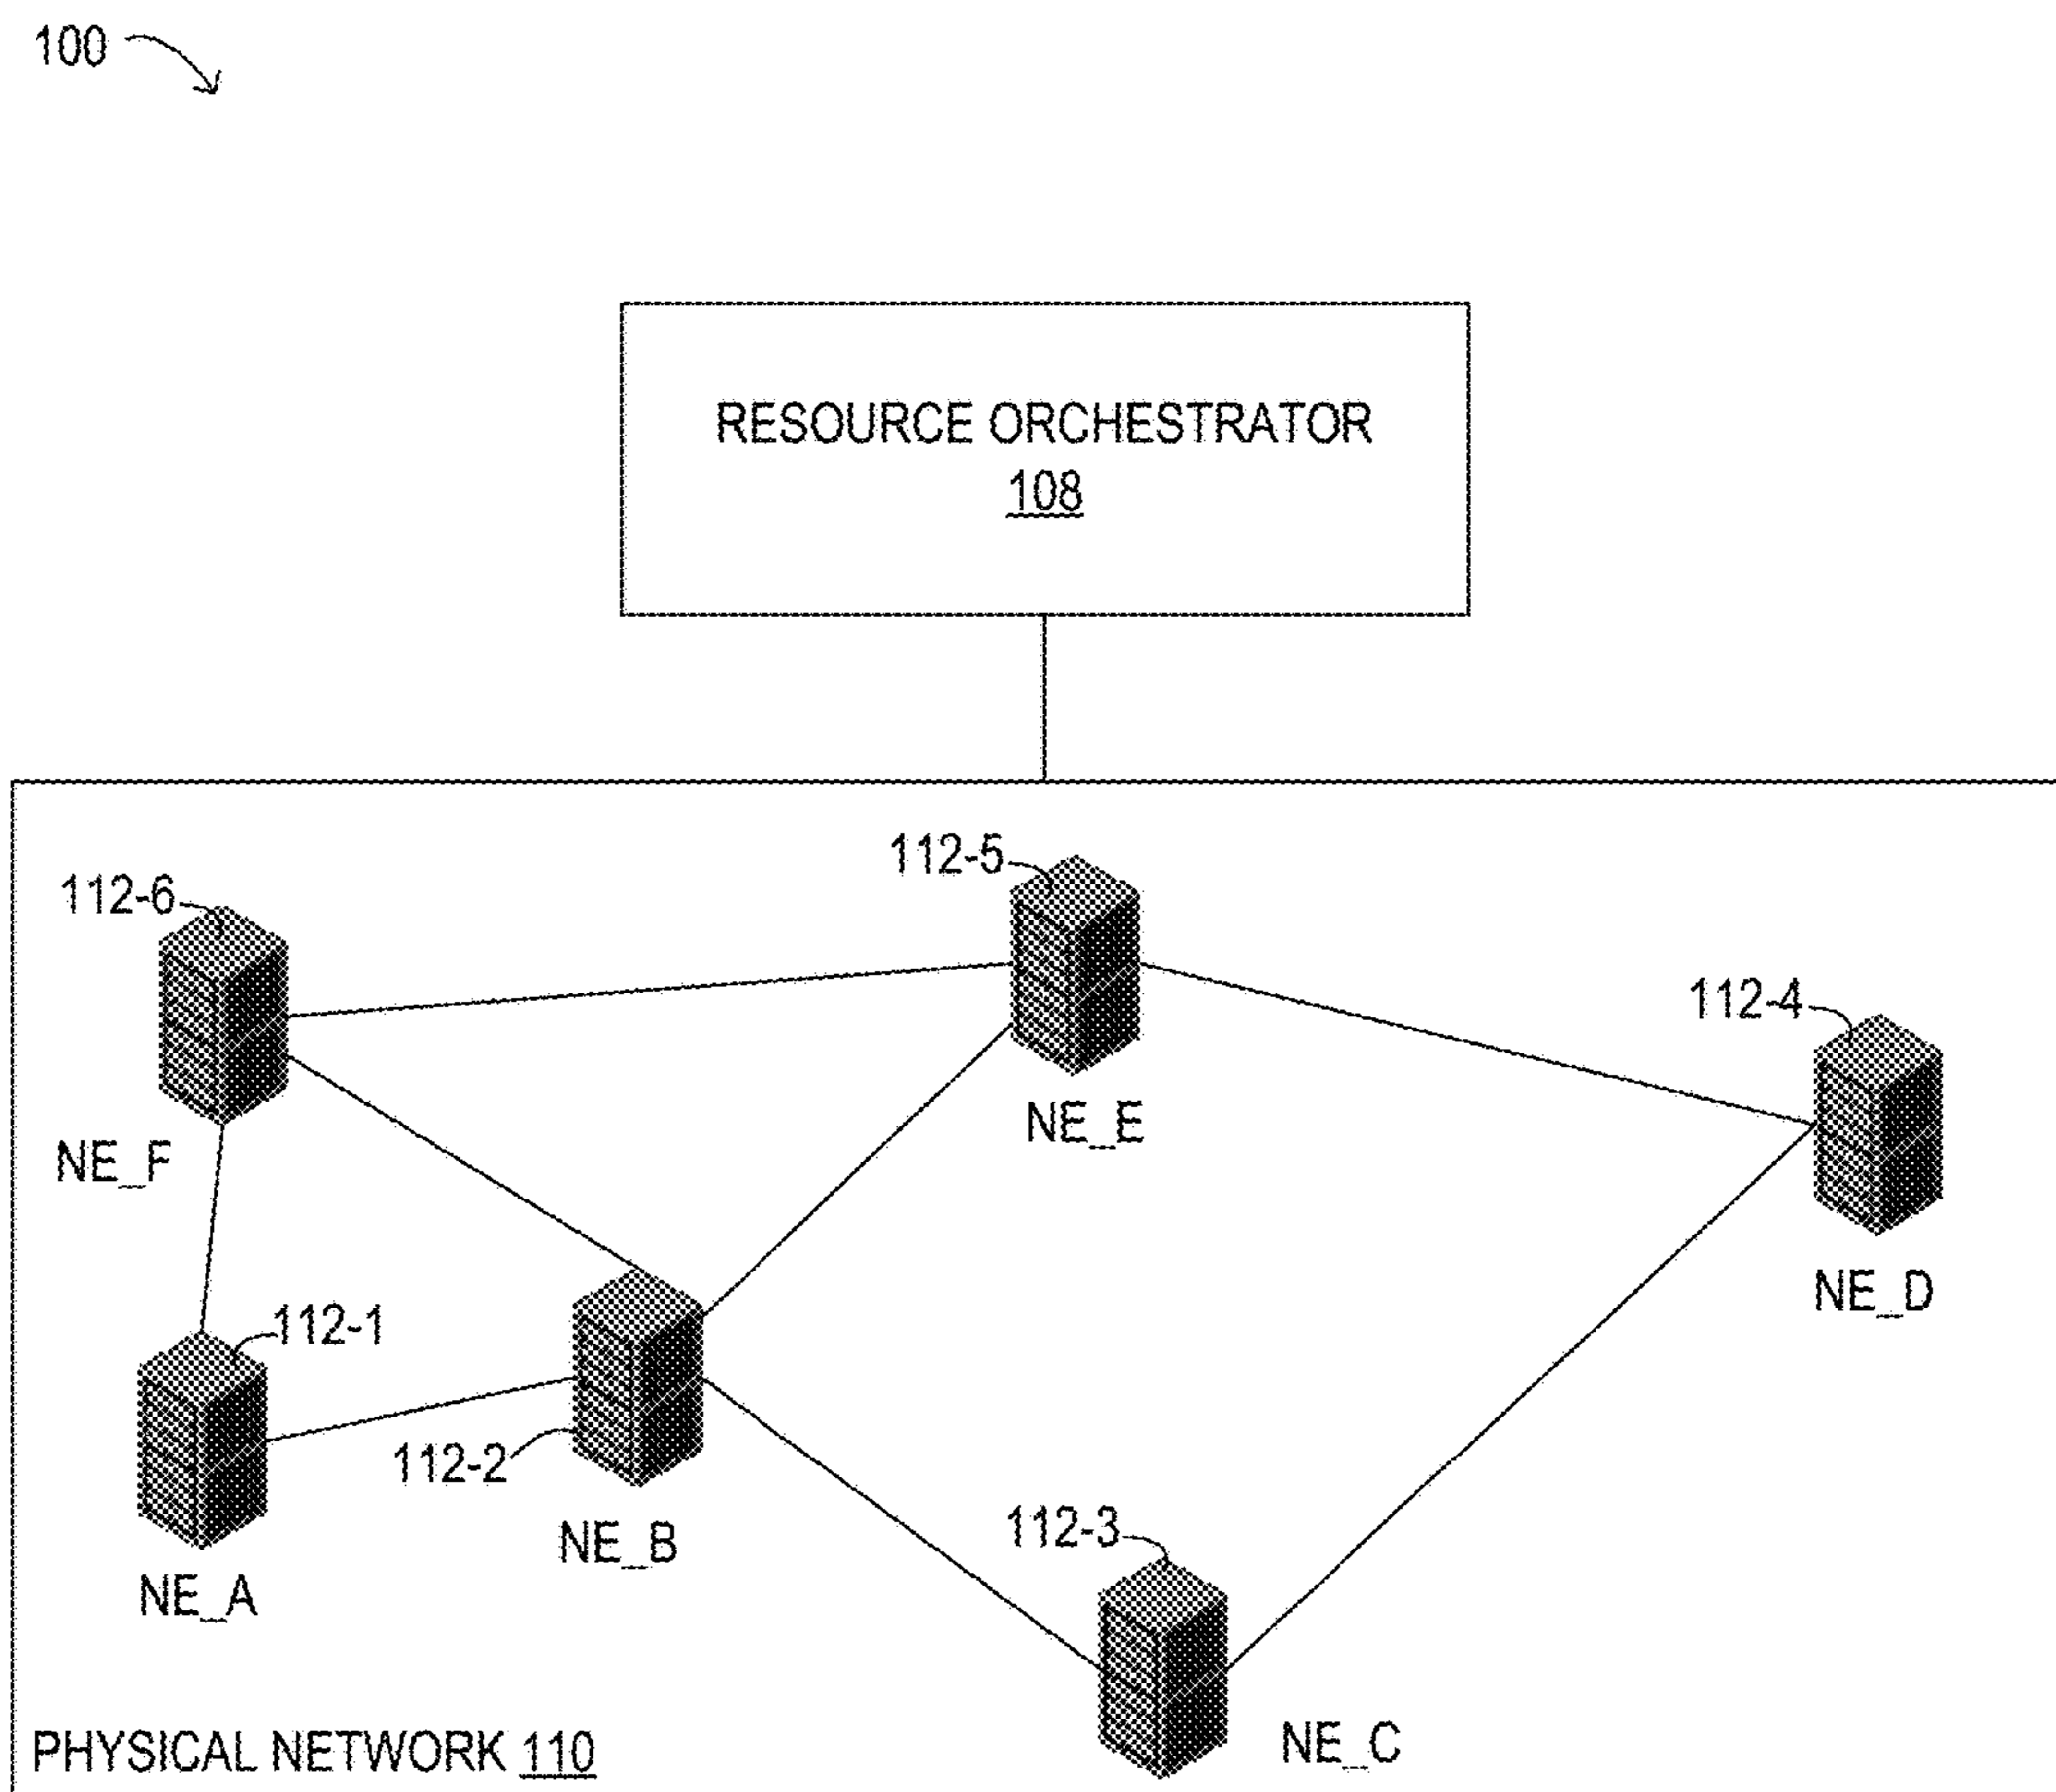 100
RESOURCE ORCHESTRATOR
108
112-5
112-6
112-4
NE_E
NE_F
NE_D
112-1
112-2
NE_B
112-3
NE_A
NE_C
PHYSICAL NETWORK 110